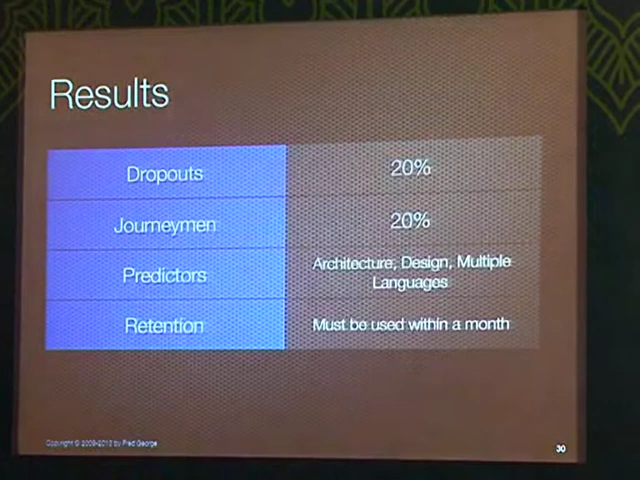 Results
Dropouts
20%
Journeymen
20%
Predictors
Architecture, Design, Multiple
Languages
Retention
Must be used within a month
Copyright © 2009-2013 by Fred George
30